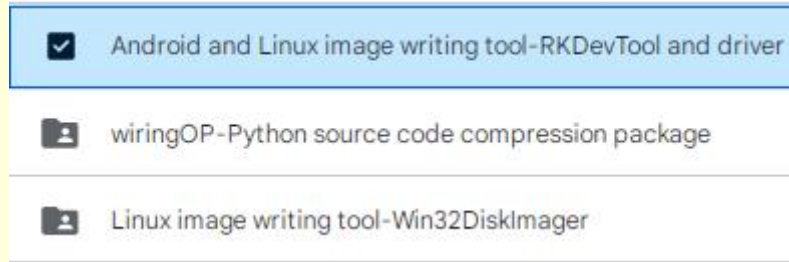 Android and Linux image writing tool-RKDevTool and driver
wiringOP-Python source code compression package
Linux image writing tool-Win32DiskImager